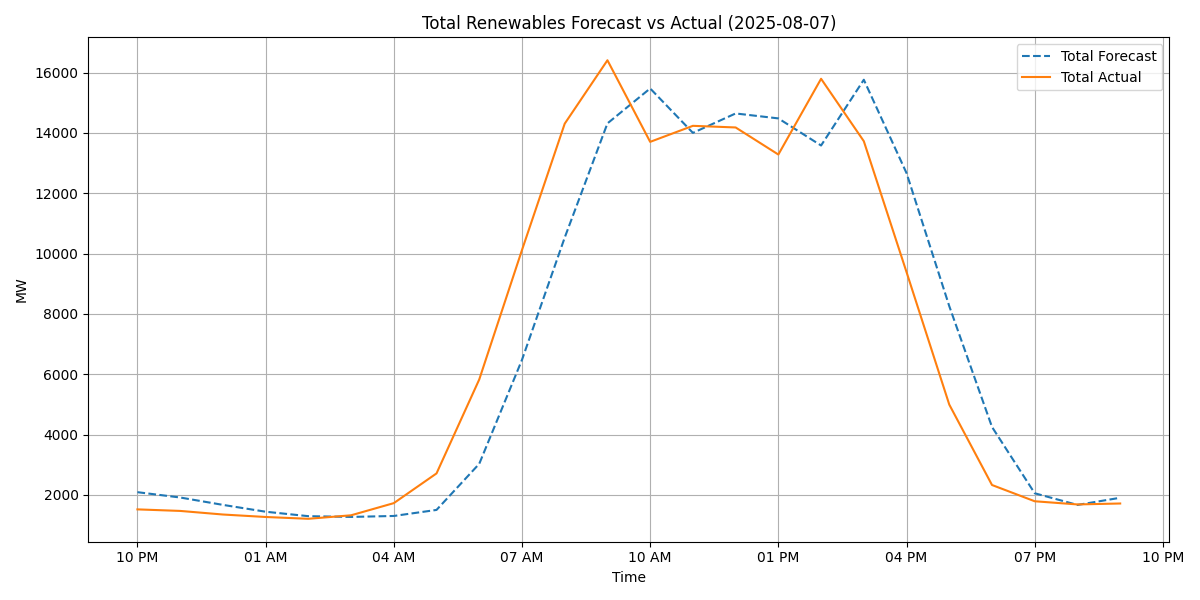 Total Renewables Forecast vs Actual (2025-08-07)
Total Forecast
Total Actual
16000
14000
12000
10000
8000
6000
4000
2000
MW
10 PM 01 AM 04 AM 07 AM 10 AM 01 PM 04 PM 07 PM 10 PM
Time